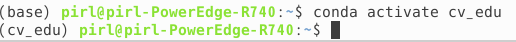 (base) pirl@pirl-PowerEdge-R740:~$ conda activate cv_edu
(cv_edu) pirl@pirl-PowerEdge-R740:~$